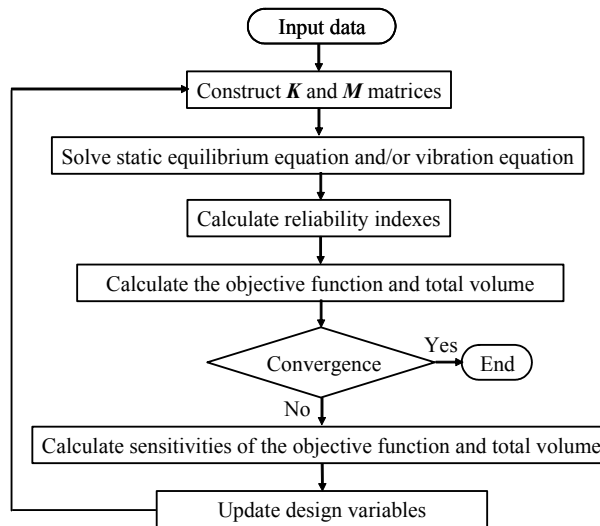 Input data
Construct K and M matrices
Solve static equilibrium equation and/or vibration equation
Calculate reliability indexes
Calculate the objective function and total volume
Convergence
Yes
End
No
Calculate sensitivities of the objective function and total volume
Update design variables